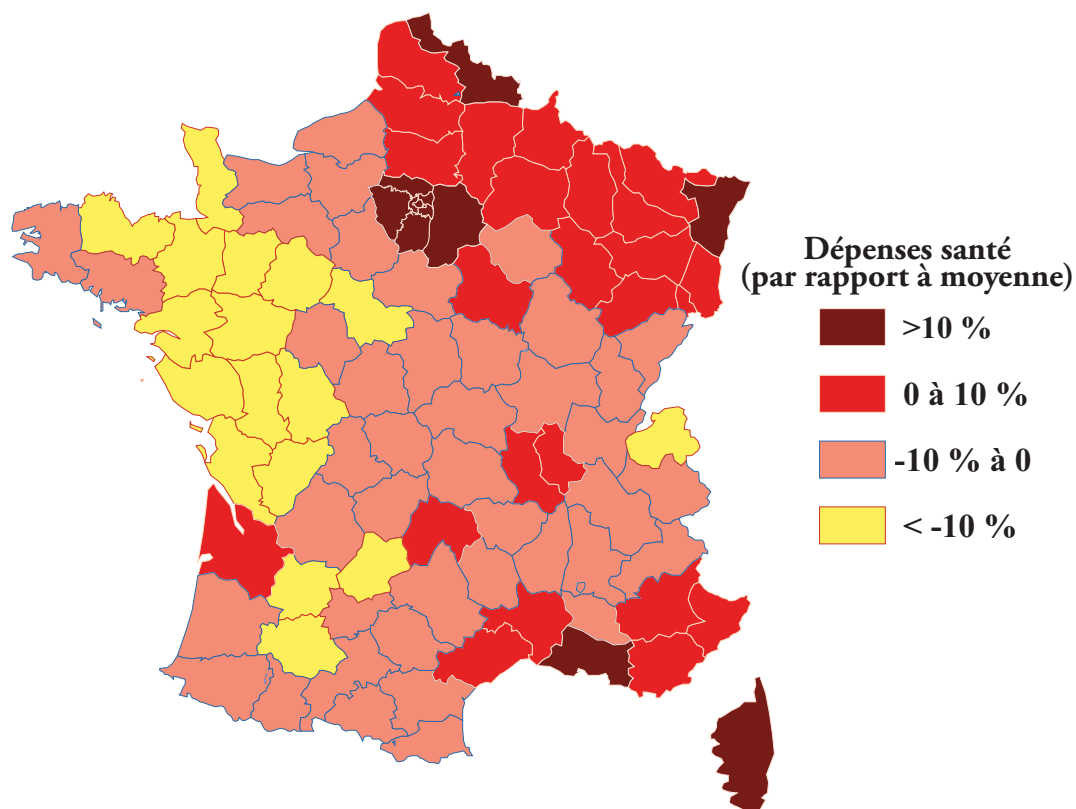 Dépenses santé
(par rapport à moyenne)
>10 %
0 à 10 %
-10 % à 0
< -10 %